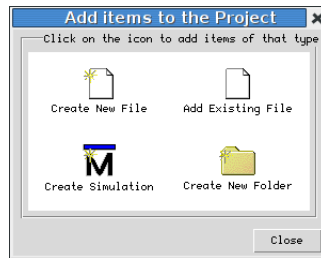 Add items to the Project
Click on the icon to add items of that type
Create New File
Add Existing File
Create Simulation
Create New Folder
Close